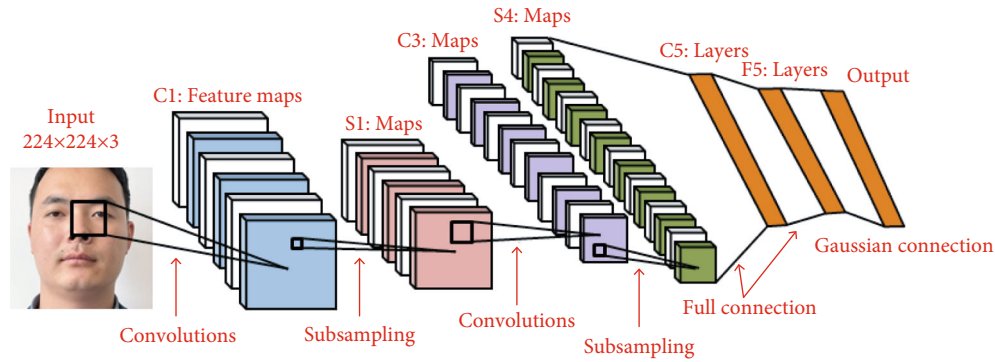 Input
224×224×3
C1: Feature maps
S1: Maps
C3: Maps
S4: Maps
C5: Layers
F5: Layers
Output
Convolutions
Subsampling
Convolutions
Subsampling
Full connection
Gaussian connection